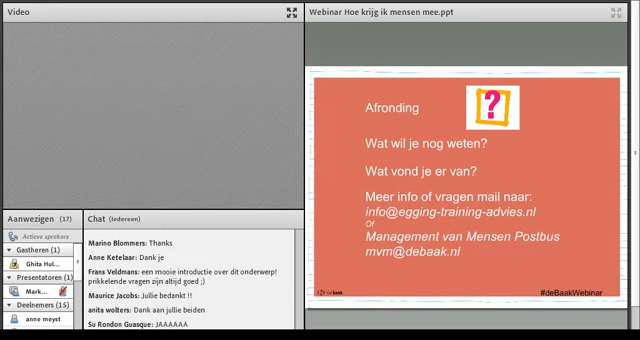 Video
Webinar Hoe krijg ik mensen mee.ppt
Afronding
?
Wat wil je nog weten?
Wat vond je er van?
Meer info of vragen mail naar:
info@egging-training-advies.nl
Of
Management van Mensen Postbus
mvm@debaak.nl
de baak
#deBaakWebinar
Aanwezigen (17)
Actieve sprekers
Gastheren (1)
Ghita Hul...
Presentatoren (1)
Mark...
Deelnemers (15)
anne meyst
Chat (Iedereen)
Marino Blommers: Thanks
Anne Ketelaar: Dank je
Frans Veldmans: een mooie introductie over dit onderwerp!
prikkelende vragen zijn altijd goed ;)
Maurice Jacobs: Jullie bedankt !!
anita wolters: Dank aan jullie beiden
Su Rondon Guasque: JAAAAAA